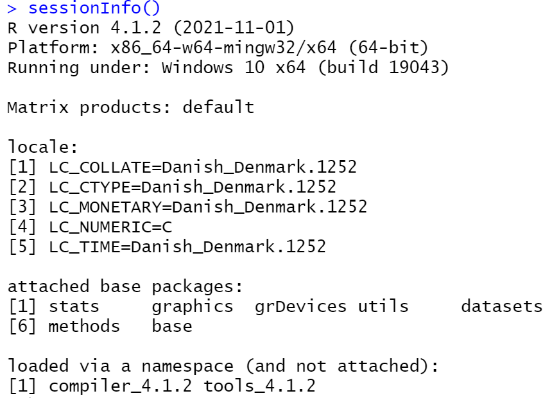 > sessionInfo()
R version 4.1.2 (2021-11-01)
Platform: x86_64-w64-mingw32/x64 (64-bit)
Running under: Windows 10 x64 (build 19043)

Matrix products: default

locale:
[1] LC_COLLATE=Danish_Denmark.1252
[2] LC_CTYPE=Danish_Denmark.1252
[3] LC_MONETARY=Danish_Denmark.1252
[4] LC_NUMERIC=C
[5] LC_TIME=Danish_Denmark.1252

attached base packages:
[1] stats     graphics  grDevices utils     datasets
[6] methods   base

loaded via a namespace (and not attached):
[1] compiler_4.1.2 tools_4.1.2